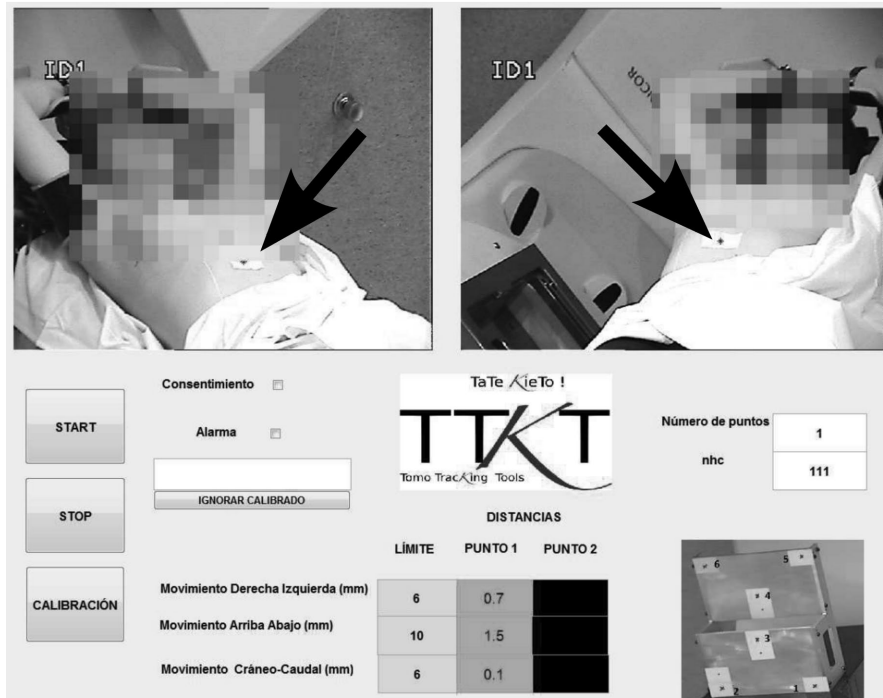 ID1
ID1
NCOR
START
STOP
CALIBRACIÓN
Consentimiento
Alarma
IGNORAR CALIBRADO
TaTe KieTo !
TTKT
Tomo TracKing Tools
Número de puntos
1
nhc
111
DISTANCIAS
LÍMITE PUNTO 1 PUNTO 2
Movimiento Derecha Izquierda (mm) 6 0.7
Movimiento Arriba Abajo (mm) 10 1.5
Movimiento Cráneo-Caudal (mm) 6 0.1
6 5
4
3
2 1